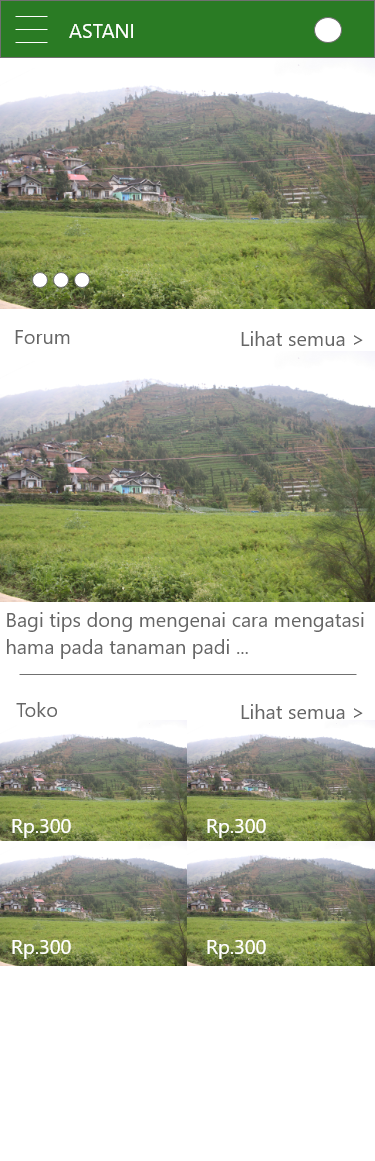 ASTANI
Forum
Lihat semua >
Bagi tips dong mengenai cara mengatasi
hama pada tanaman padi ...
Toko
Lihat semua >
Rp.300
Rp.300
Rp.300
Rp.300